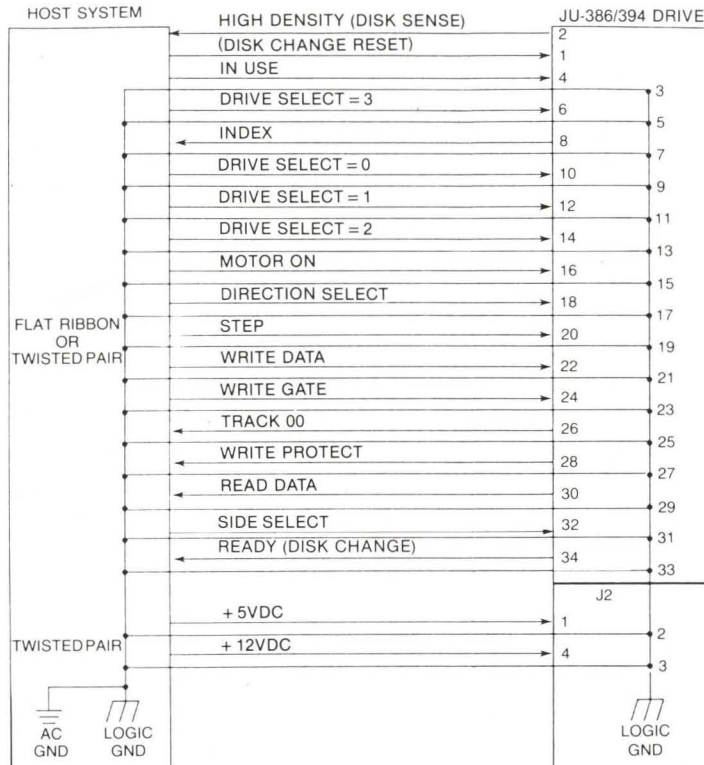 HOST SYSTEM
JU-386/394 DRIVE
HIGH DENSITY (DISK SENSE)
2
(DISK CHANGE RESET)
1
IN USE
4
3
DRIVE SELECT = 3
6
5
INDEX
8
7
DRIVE SELECT = 0
10
9
DRIVE SELECT = 1
12
11
DRIVE SELECT = 2
14
13
MOTOR ON
16
15
DIRECTION SELECT
18
17
FLAT RIBBON
OR
TWISTED PAIR
STEP
20
19
WRITE DATA
22
21
WRITE GATE
24
23
TRACK 00
26
25
WRITE PROTECT
28
27
READ DATA
30
29
SIDE SELECT
32
31
READY (DISK CHANGE)
34
33
J2
+ 5VDC
1
2
TWISTED PAIR
+ 12VDC
4
3
AC
GND
LOGIC
GND
LOGIC
GND